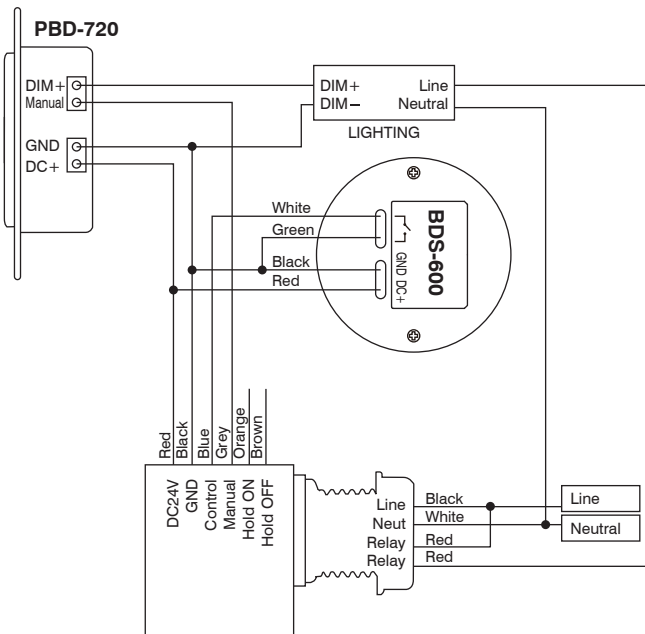 PBD-720
DIM+
Manual
GND
DC+
DIM+ Line
DIM− Neutral
LIGHTING
White
Green
Black
Red
BDS-600
GND DC+
Red
Black
Blue
Grey
Orange
Brown
DC24V
GND
Control
Manual
Hold ON
Hold OFF
Line Black Line
Neut White Neutral
Relay Red
Relay Red